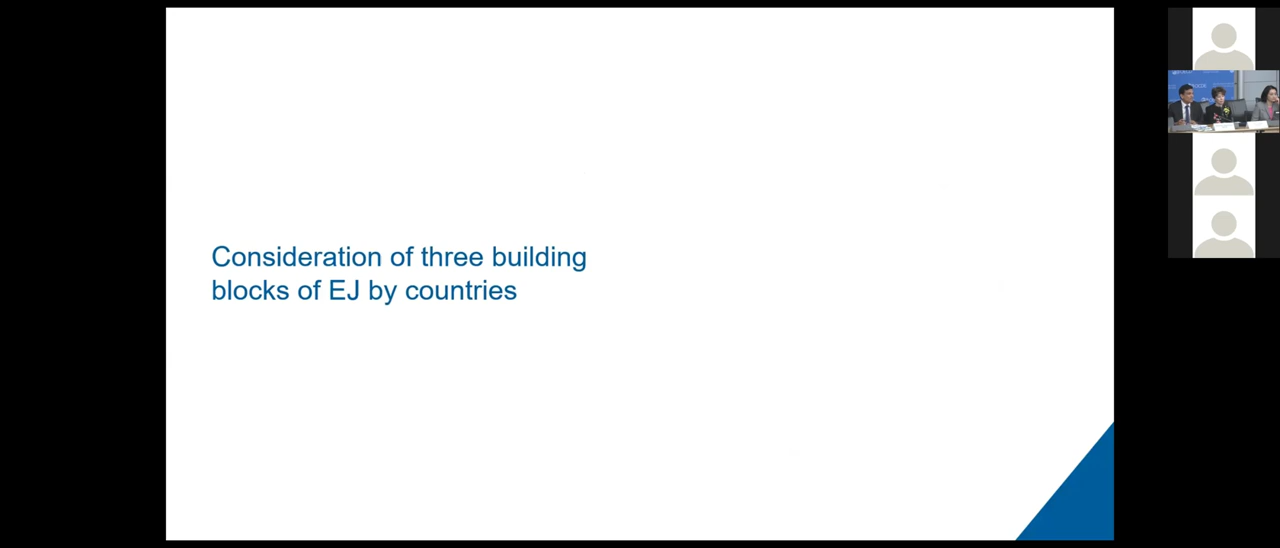 Consideration of three building
blocks of EJ by countries